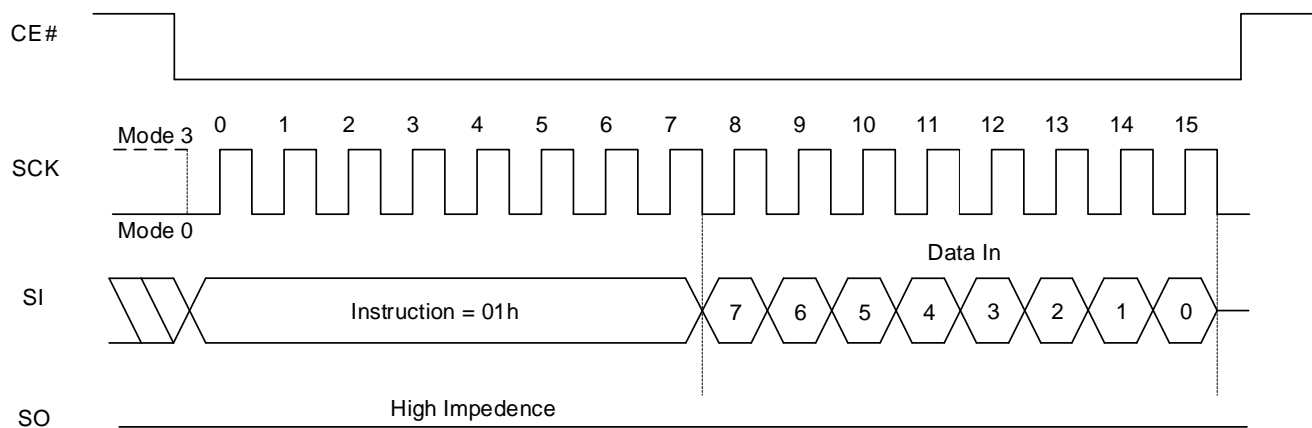 CE#
Mode 3
0 1 2 3 4 5 6 7 8 9 10 11 12 13 14 15
SCK
Mode 0
Data In
SI
Instruction = 01h
7 6 5 4 3 2 1 0
High Impedence
SO